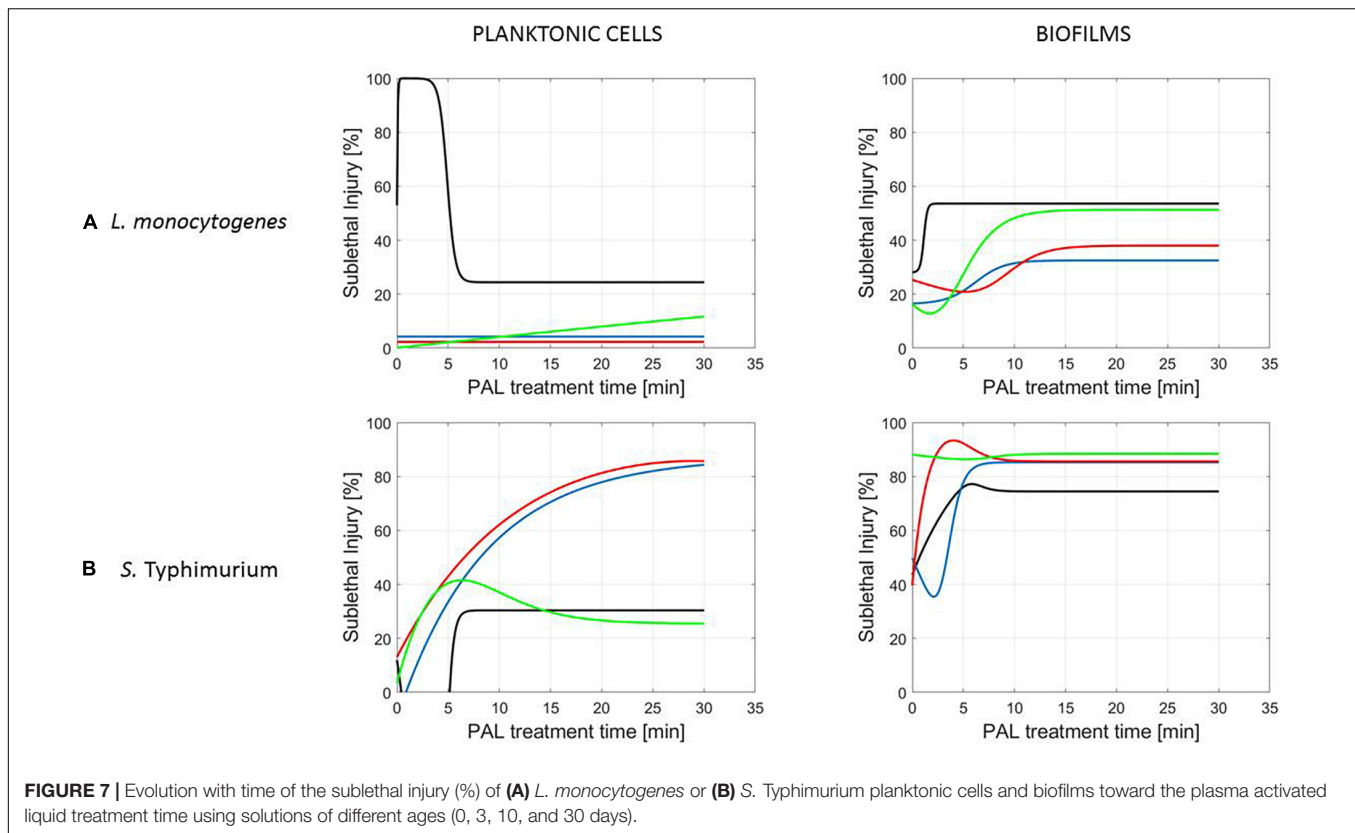 PLANKTONIC CELLS
BIOFILMS
A L. monocytogenes
Sublethal Injury [%]
100
80
60
40
20
0
0 5 10 15 20 25 30 35
PAL treatment time [min]
Sublethal Injury [%]
100
80
60
40
20
0
0 5 10 15 20 25 30 35
PAL treatment time [min]
B S. Typhimurium
Sublethal Injury [%]
100
80
60
40
20
0
0 5 10 15 20 25 30 35
PAL treatment time [min]
Sublethal Injury [%]
100
80
60
40
20
0
0 5 10 15 20 25 30 35
PAL treatment time [min]
FIGURE 7 | Evolution with time of the sublethal injury (%) of (A) L. monocytogenes or (B) S. Typhimurium planktonic cells and biofilms toward the plasma activated
liquid treatment time using solutions of different ages (0, 3, 10, and 30 days).